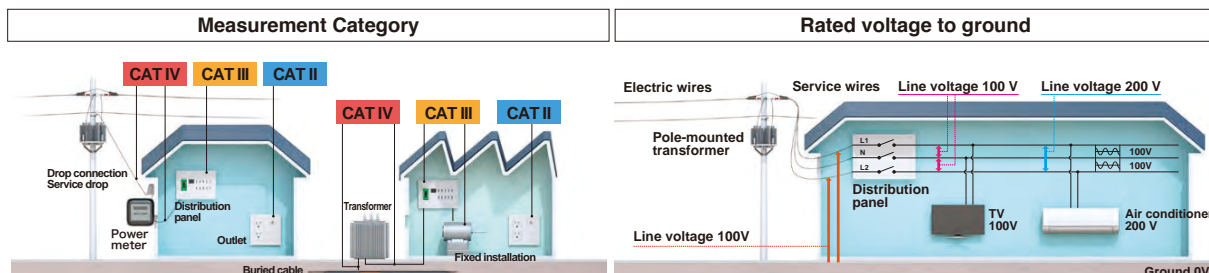 Measurement Category
CAT IV
CAT III
CAT II
Drop connection
Service drop
Power
meter
Distribution
panel
Outlet
CAT IV
CAT III
CAT II
Transformer
Fixed installation
Buried cable
Rated voltage to ground
Electric wires
Service wires
Line voltage 100 V
Line voltage 200 V
Pole-mounted
transformer
L1
N
L2
100V
100V
Distribution
panel
TV
100V
Air conditioner
200 V
Line voltage 100V
Ground 0V